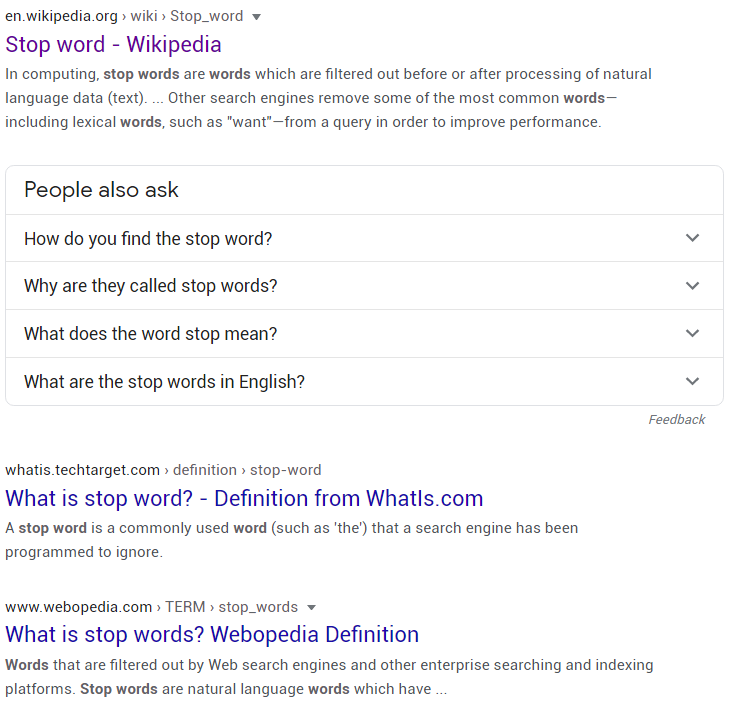 en.wikipedia.org › wiki › Stop_word
Stop word - Wikipedia
In computing, stop words are words which are filtered out before or after processing of natural
language data (text). ... Other search engines remove some of the most common words—
including lexical words, such as "want"—from a query in order to improve performance.
People also ask
How do you find the stop word?
Why are they called stop words?
What does the word stop mean?
What are the stop words in English?
Feedback
whatis.techtarget.com › definition › stop-word
What is stop word? - Definition from WhatIs.com
A stop word is a commonly used word (such as 'the') that a search engine has been
programmed to ignore.
www.webopedia.com › TERM › stop_words
What is stop words? Webopedia Definition
Words that are filtered out by Web search engines and other enterprise searching and indexing
platforms. Stop words are natural language words which have ...